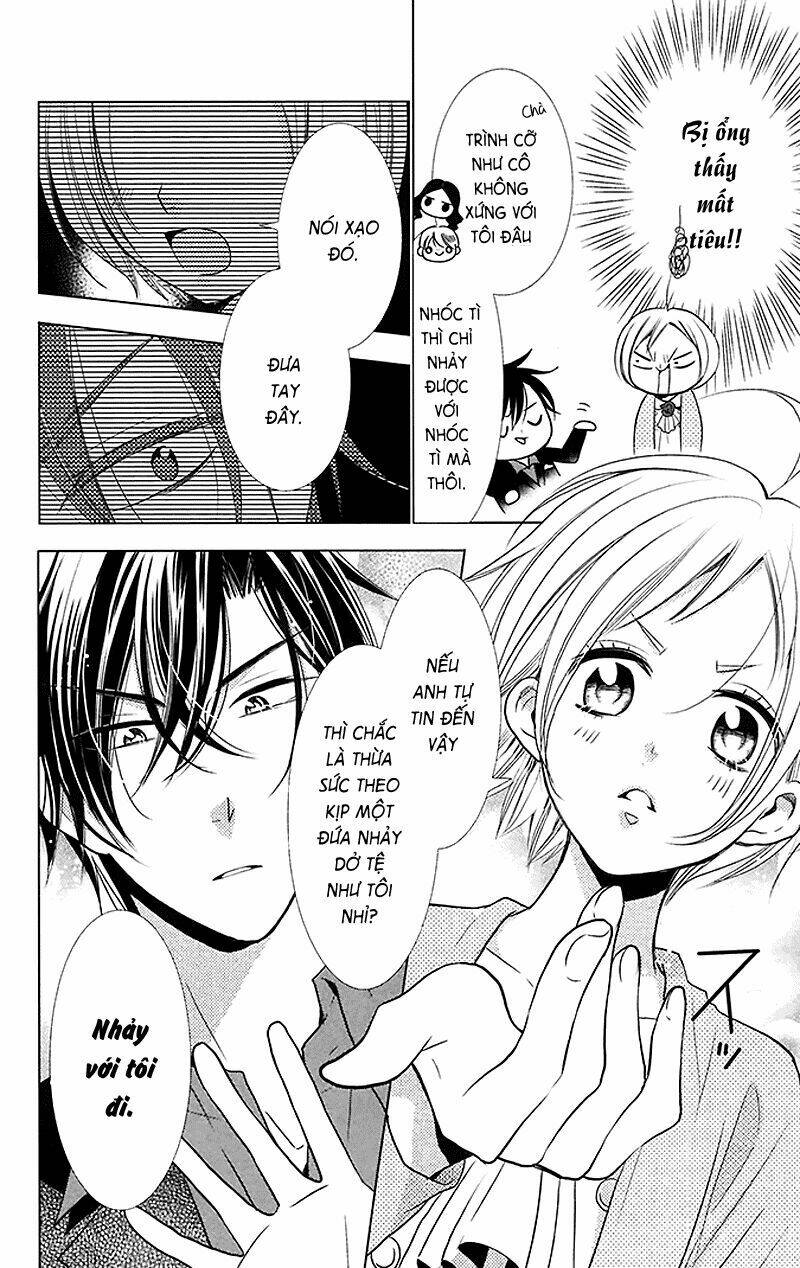 Bị ổng
thấy
mất
tiêu!!
Chà
TRÌNH CỠ
NHƯ CÔ
KHÔNG
XỨNG VỚI
TÔI ĐÂU
NHÓC TÌ
THÌ CHỈ
NHẢY
ĐƯỢC
VỚI
NHÓC
TÌ MÀ
THÔI.
NÓI XẠO
ĐÓ.
ĐƯA
TAY
ĐÂY.
NẾU
ANH TỰ
TIN ĐẾN
VẬY
THÌ CHẮC
LÀ THỪA
SỨC THEO
KỊP MỘT
ĐỨA NHẢY
DỞ TỆ
NHƯ TÔI
NHỈ?
ズイ
Nhảy
với tôi
đi.